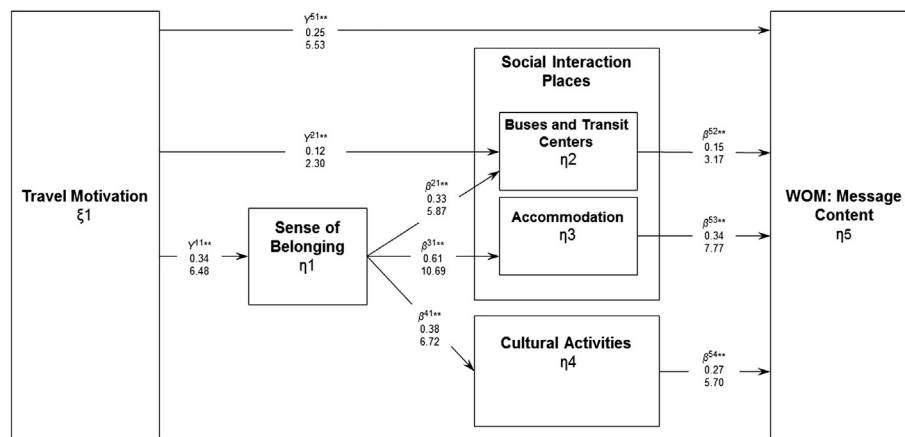 γ51**
0.25
5.53
Social Interaction
Places
γ21**
0.12
2.30
Buses and Transit
Centers
η2
β52**
0.15
3.17
Travel Motivation
ξ1
β21**
0.33
5.87
WOM: Message
Content
η5
Sense of
Belonging
η1
Accommodation
η3
γ11**
0.34
6.48
β31**
0.61
10.69
β53**
0.34
7.77
β41**
0.38
6.72
Cultural Activities
η4
β54**
0.27
5.70